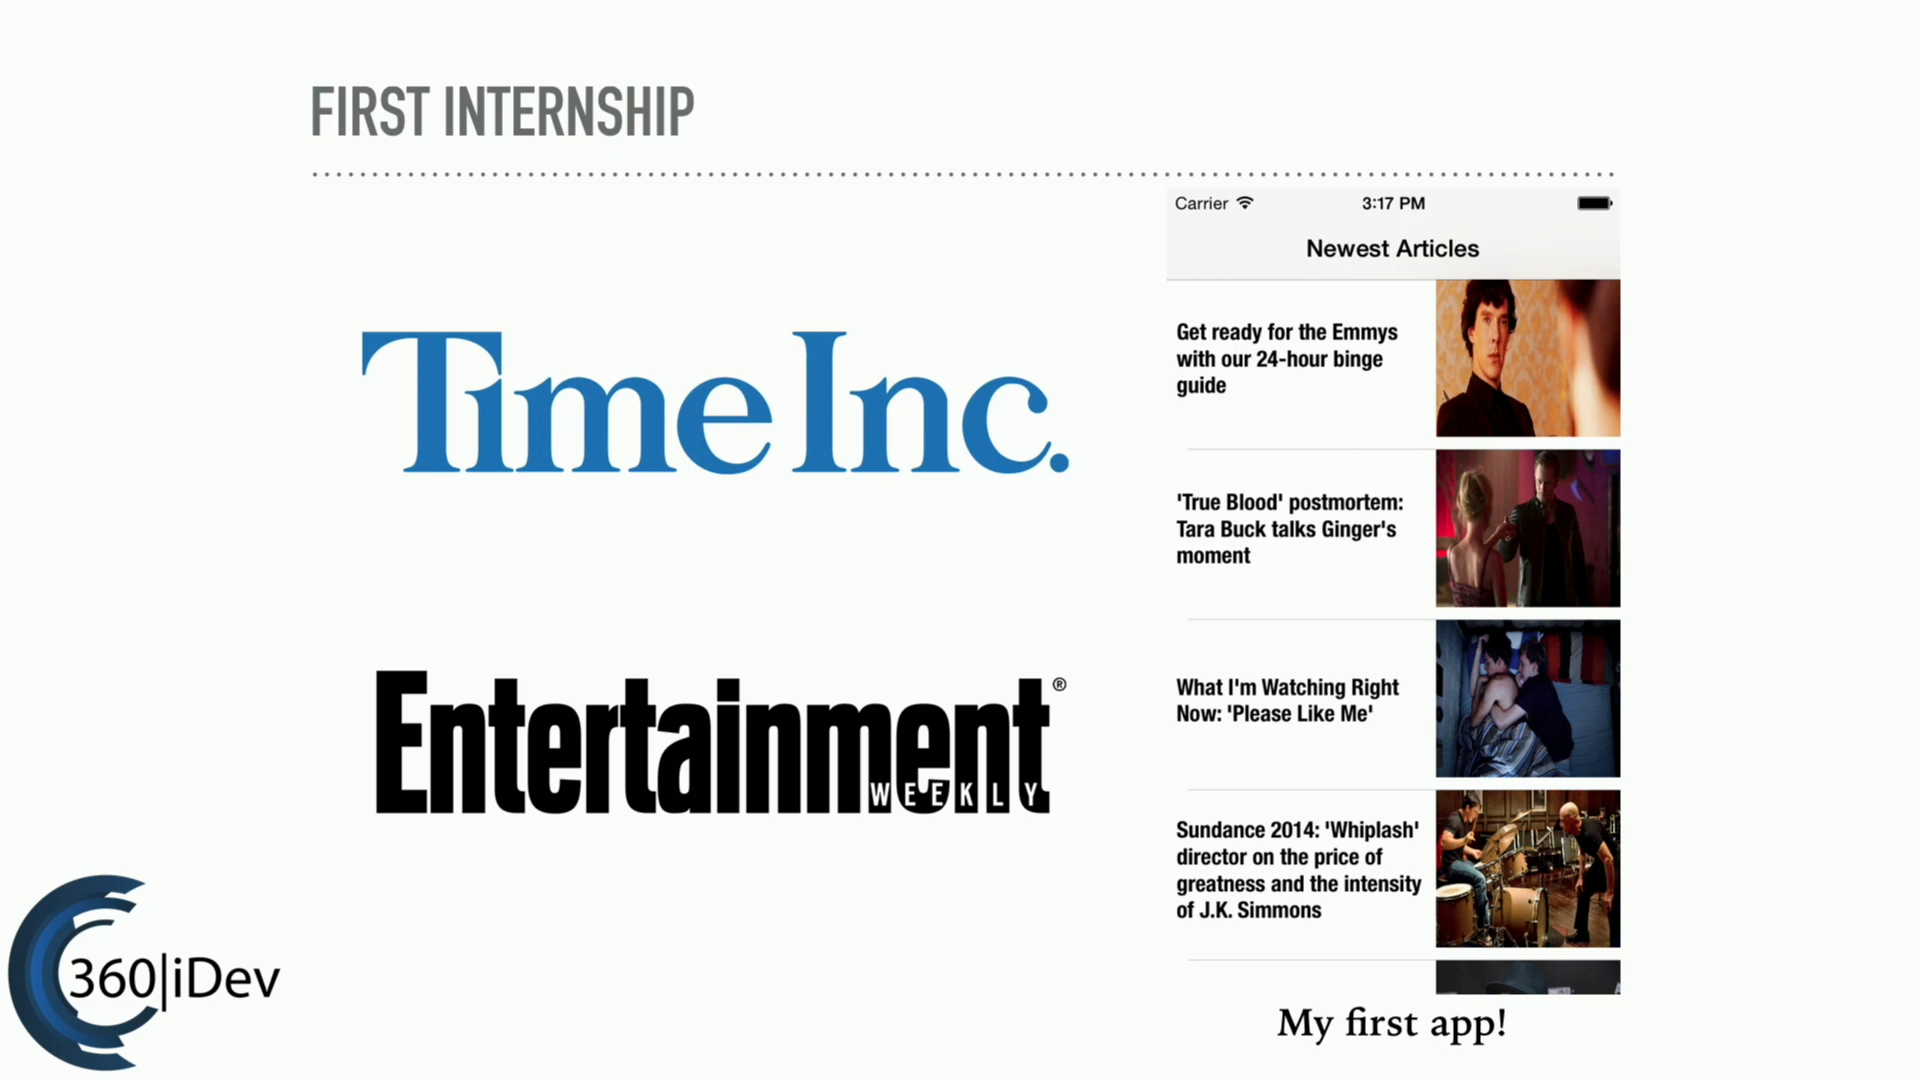 FIRST INTERNSHIP
Time Inc.
Entertainment®
WEEKLY
Carrier 3:17 PM
Newest Articles
Get ready for the Emmys
with our 24-hour binge
guide
'True Blood' postmortem:
Tara Buck talks Ginger's
moment
What I'm Watching Right
Now: 'Please Like Me'
Sundance 2014: 'Whiplash'
director on the price of
greatness and the intensity
of J.K. Simmons
My first app!
360|iDev